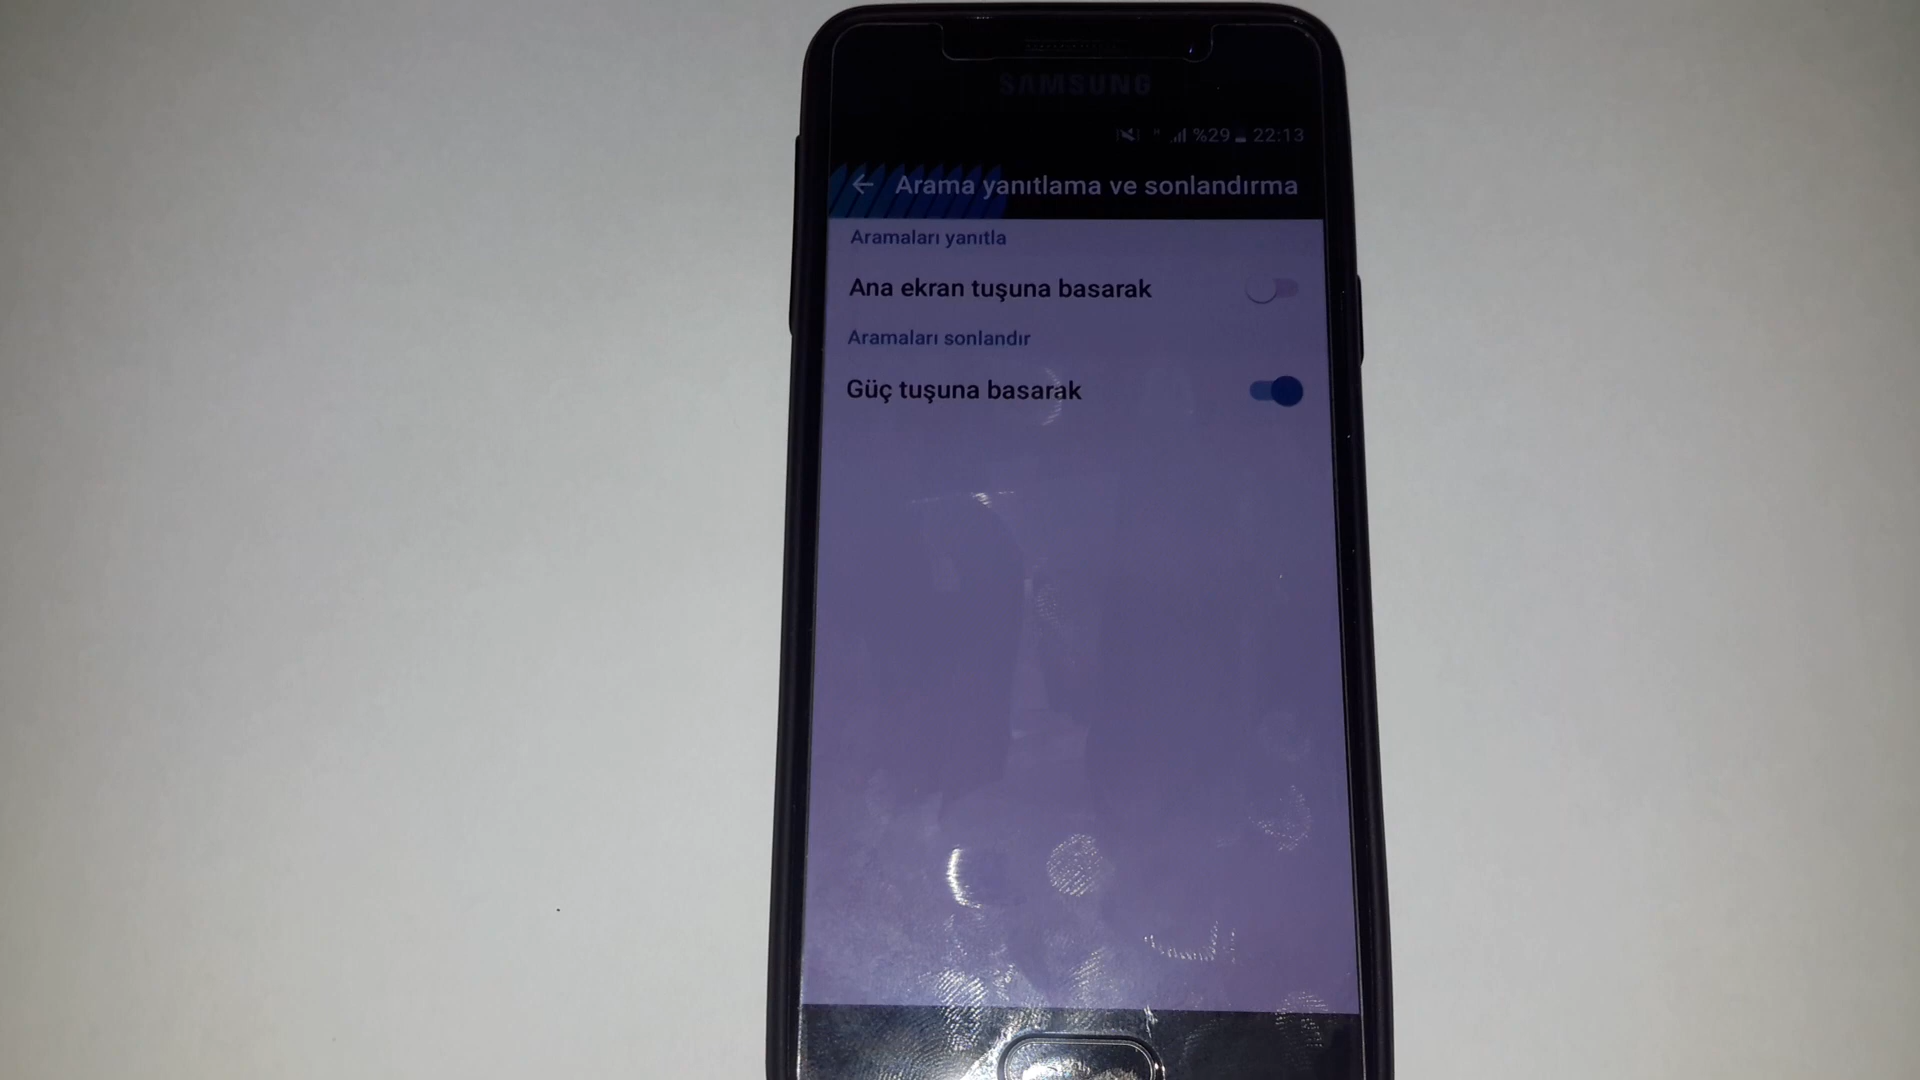 SAMSUNG
%29 22:13
Arama yanıtlama ve sonlandırma
Aramaları yanıtla
Ana ekran tuşuna basarak
Aramaları sonlandır
Güç tuşuna basarak